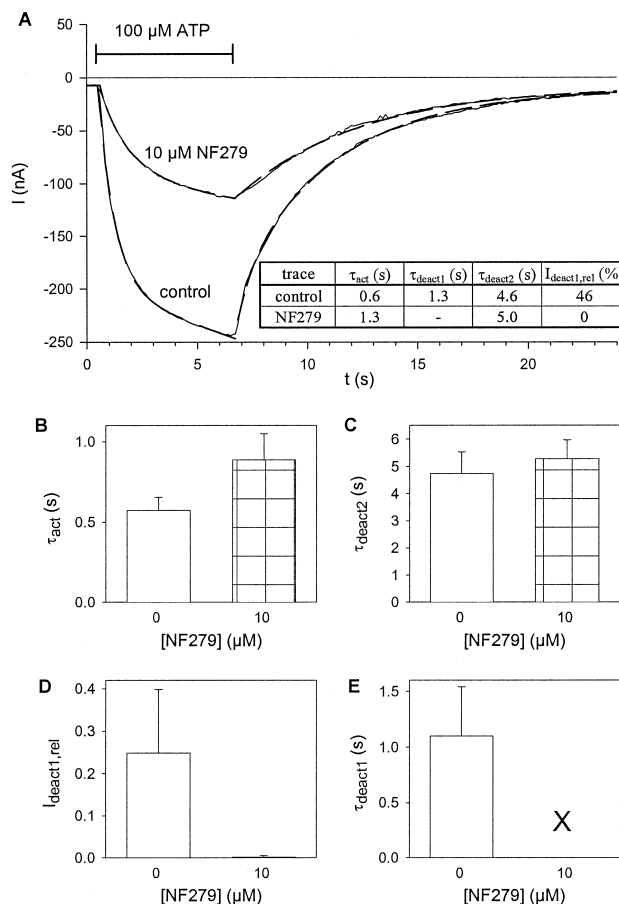 A
100 µM ATP
50
0
-50
-100
-150
-200
-250
I (nA)
10 µM NF279
control
trace τact (s) τdeact1 (s) τdeact2 (s) Ideact1,rel (%
control 0.6 1.3 4.6 46
NF279 1.3 - 5.0 0
0 5 10 15 20
t (s)
B
1.0
0.5
0.0
τact (s)
0 10
[NF279] (µM)
C
6
5
4
3
2
1
0
τdeact2 (s)
0 10
[NF279] (µM)
D
0.4
0.3
0.2
0.1
0.0
Ideact1,rel
0 10
[NF279] (µM)
E
1.5
1.0
0.5
0.0
τdeact1 (s)
X
0 10
[NF279] (µM)